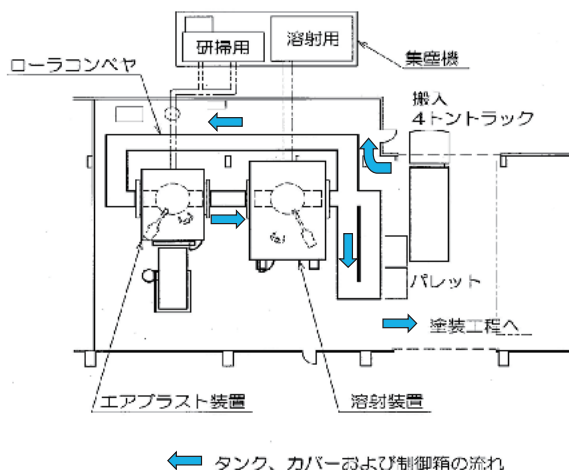 研掃用
溶射用
集塵機
ローラコンベヤ
搬入
4トントラック
パレット
塗装工程へ
エアブラスト装置
溶射装置
タンク、カバーおよび制御箱の流れ